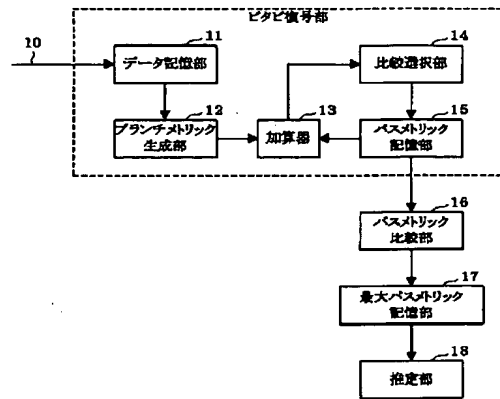 ビタビ復号部
10
11
データ記憶部
12
ブランチメトリック
生成部
13
加算器
14
比較選択部
15
パスメトリック
記憶部
16
パスメトリック
比較部
17
最大パスメトリック
記憶部
18
推定部